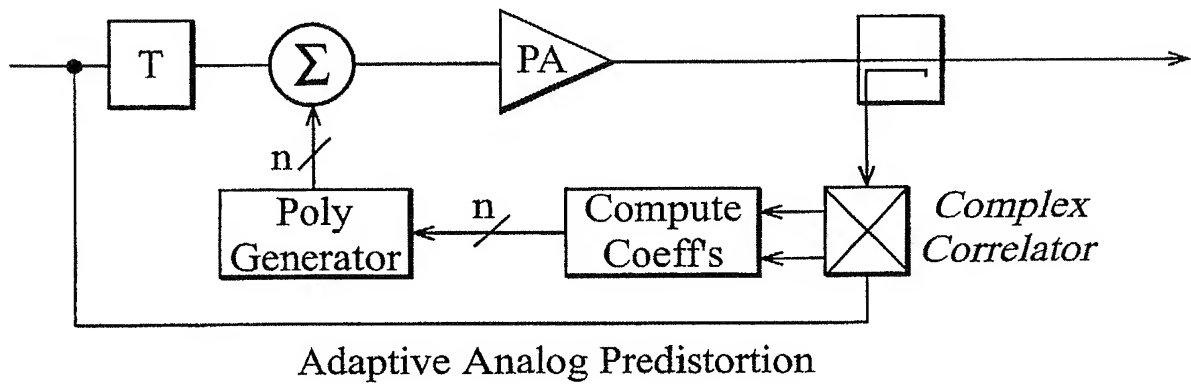 T
Σ
PA
n
Poly
Generator
n
Compute
Coeff's
Complex
Correlator
Adaptive Analog Predistortion